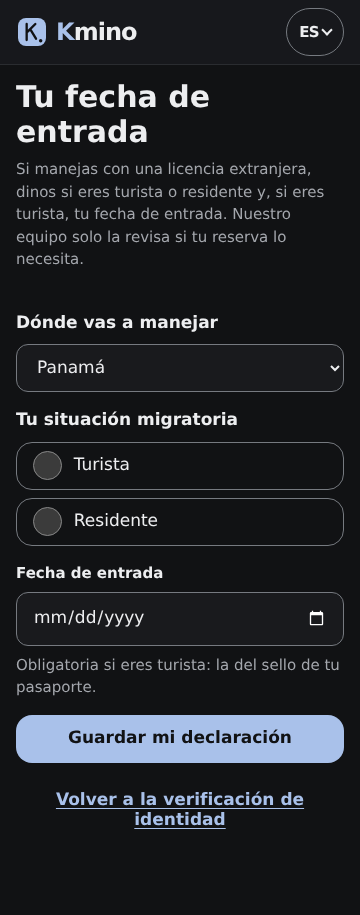 K. Kmino
ES
Tu fecha de
entrada
Si manejas con una licencia extranjera,
dinos si eres turista o residente y, si eres
turista, tu fecha de entrada. Nuestro
equipo solo la revisa si tu reserva lo
necesita.
Dónde vas a manejar
Panamá
Tu situación migratoria
Turista
Residente
Fecha de entrada
mm/dd/yyyy
Obligatoria si eres turista: la del sello de tu
pasaporte.
Guardar mi declaración
Volver a la verificación de
identidad